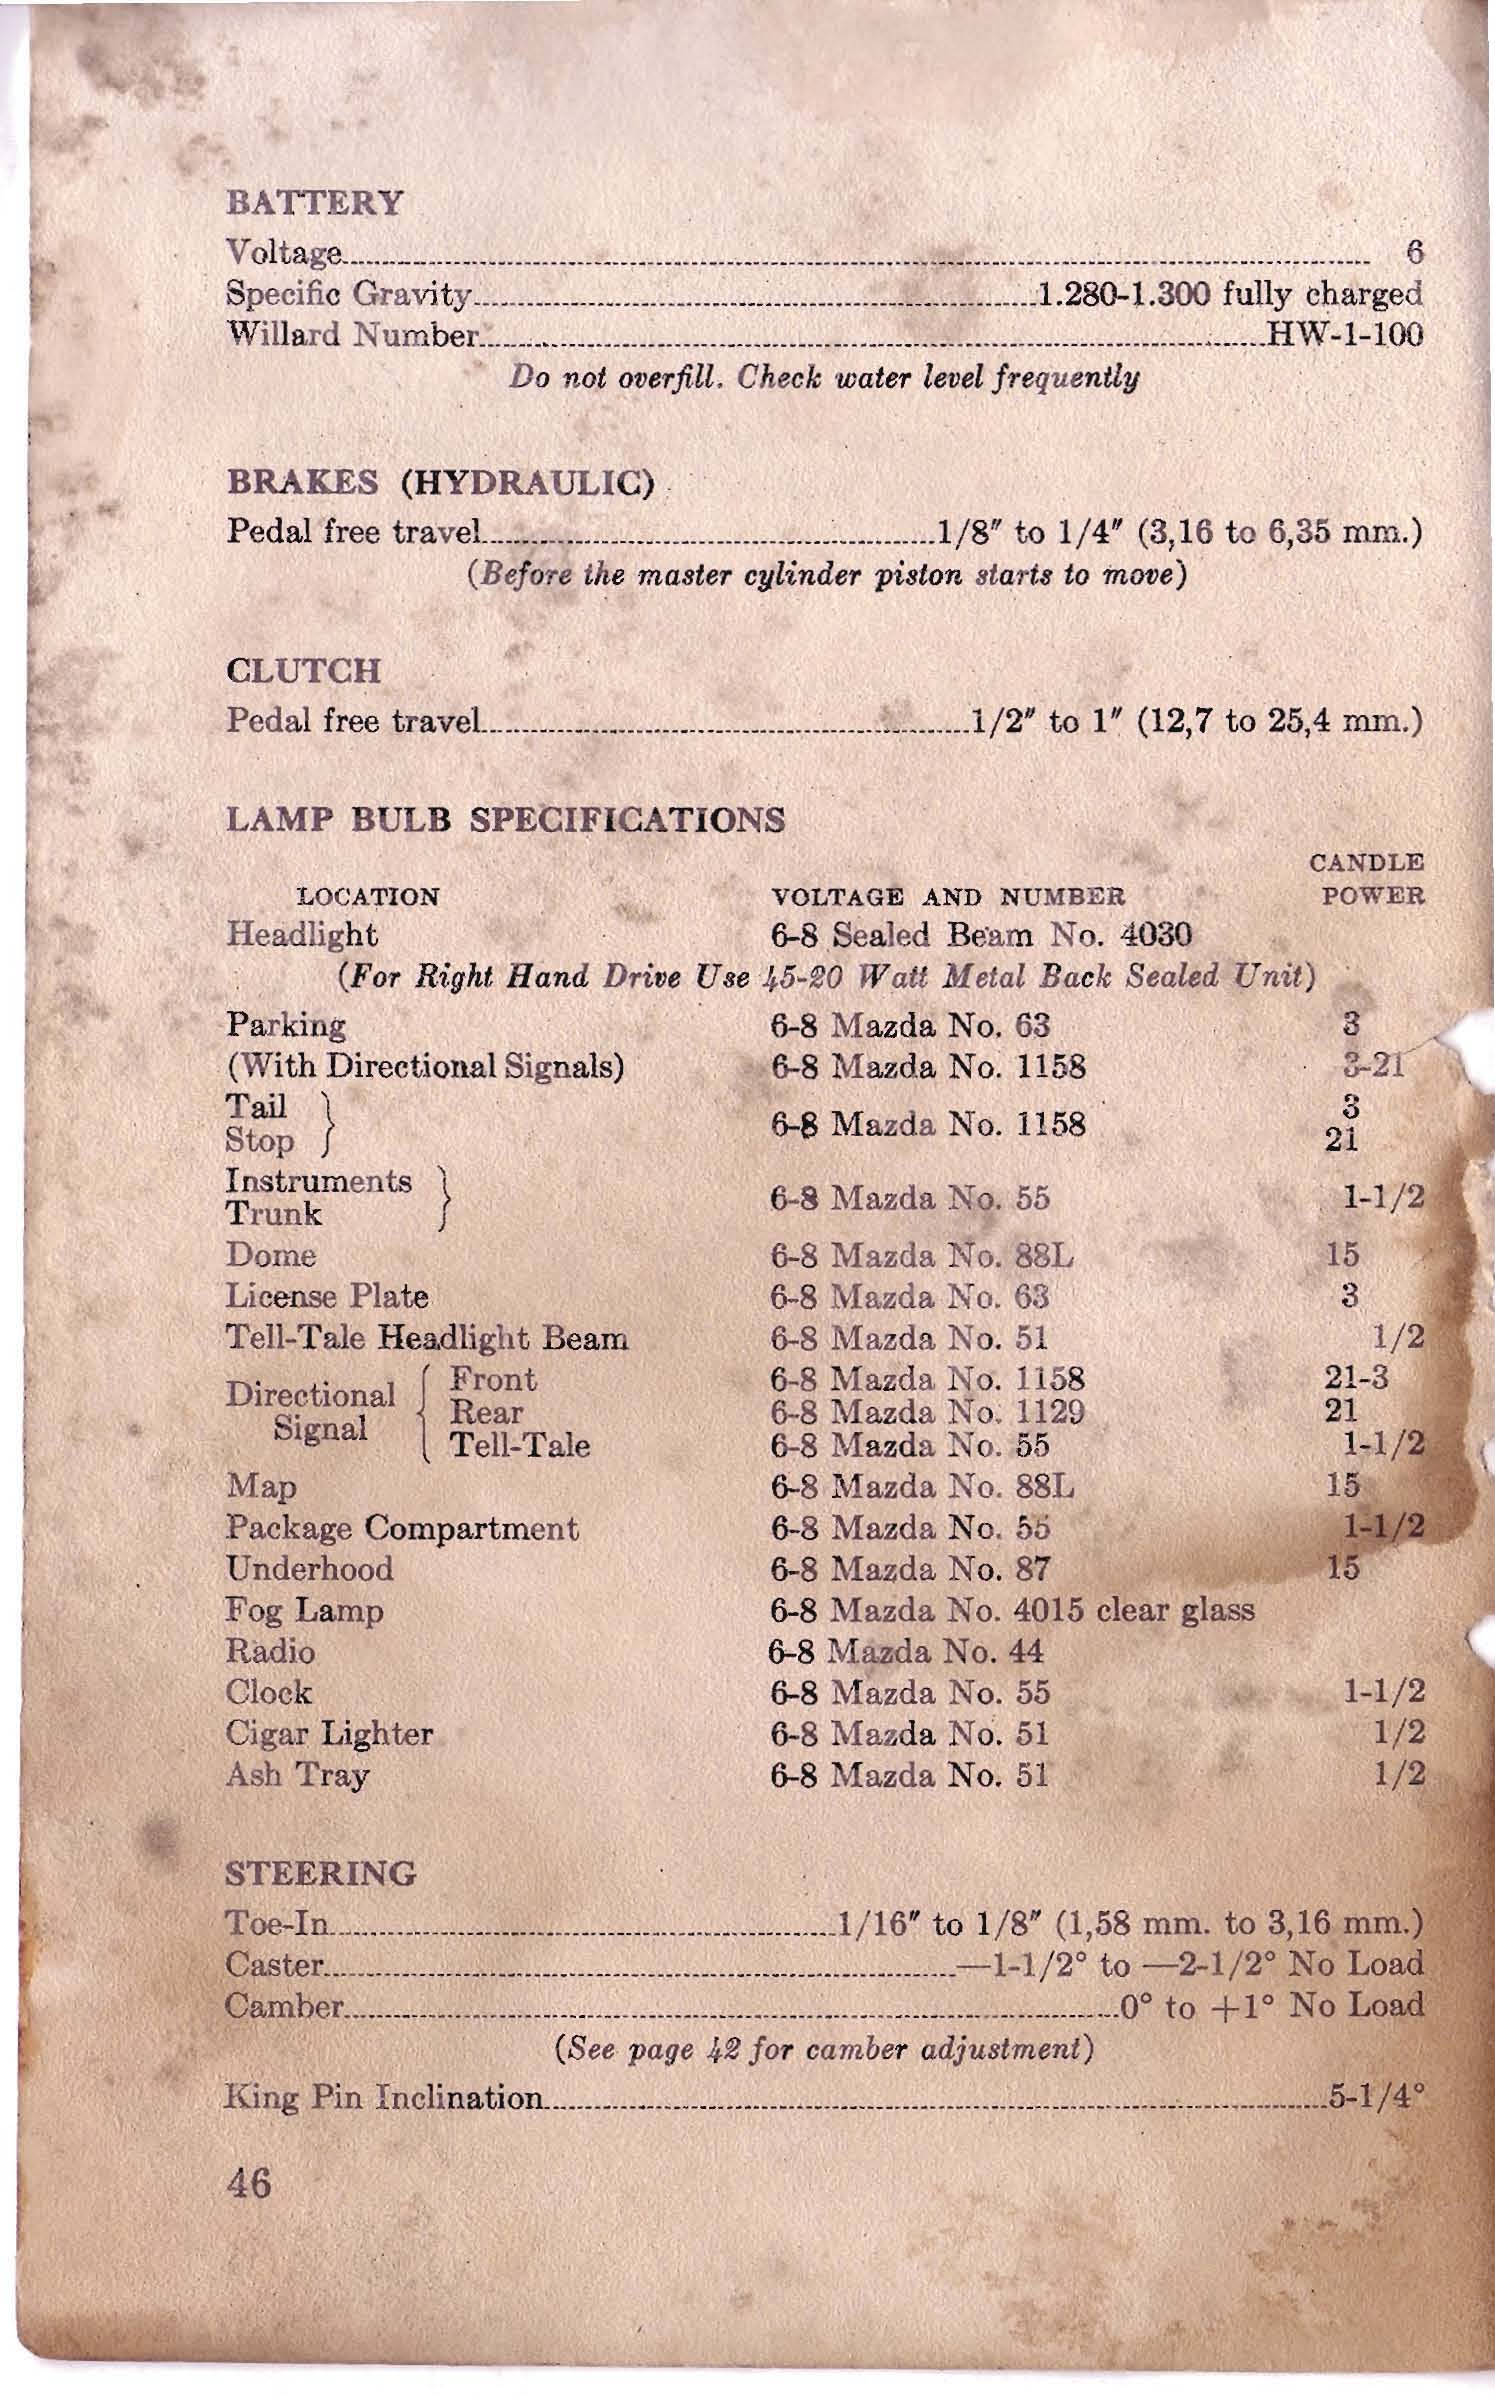 BATTERY
Voltage 6
Specific Gravity 1.280-1.300 fully charged
Willard Number HW-1-100
Do not overfill. Check water level frequently
BRAKES (HYDRAULIC)
Pedal free travel 1/8″ to 1/4″ (3,16 to 6,35 mm.)
(Before the master cylinder piston starts to move)
CLUTCH
Pedal free travel 1/2″ to 1″ (12,7 to 25,4 mm.)
LAMP BULB SPECIFICATIONS
CANDLE
LOCATION VOLTAGE AND NUMBER POWER
Headlight 6-8 Sealed Beam No. 4030
(For Right Hand Drive Use 45-20 Watt Metal Back Sealed Unit)
Parking 6-8 Mazda No. 63 3
(With Directional Signals) 6-8 Mazda No. 1158 3-21
Tail 3
6-8 Mazda No. 1158
Stop 21
Instruments
6-8 Mazda No. 55 1-1/2
Trunk
Dome 6-8 Mazda No. 88L 15
License Plate 6-8 Mazda No. 63 3
Tell-Tale Headlight Beam 6-8 Mazda No. 51 1/2
Directional Front 6-8 Mazda No. 1158 21-3
Signal Rear 6-8 Mazda No. 1129 21
Tell-Tale 6-8 Mazda No. 55 1-1/2
Map 6-8 Mazda No. 88L 15
Package Compartment 6-8 Mazda No. 55 1-1/2
Underhood 6-8 Mazda No. 87 15
Fog Lamp 6-8 Mazda No. 4015 clear glass
Radio 6-8 Mazda No. 44
Clock 6-8 Mazda No. 55 1-1/2
Cigar Lighter 6-8 Mazda No. 51 1/2
Ash Tray 6-8 Mazda No. 51 1/2
STEERING
Toe-In 1/16″ to 1/8″ (1,58 mm. to 3,16 mm.)
Caster —1-1/2° to —2-1/2° No Load
Camber 0° to +1° No Load
(See page 42 for camber adjustment)
King Pin Inclination 5-1/4°
46